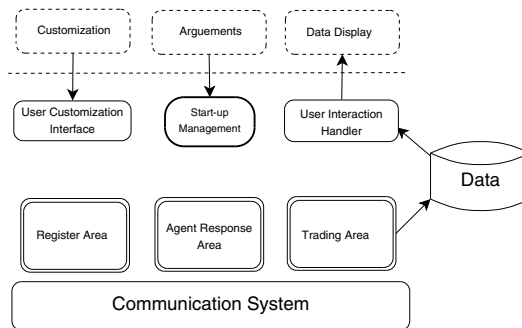 Customization
Arguements
Data Display
User Customization
Interface
Start-up
Management
User Interaction
Handler
Data
Register Area
Agent Response
Area
Trading Area
Communication System